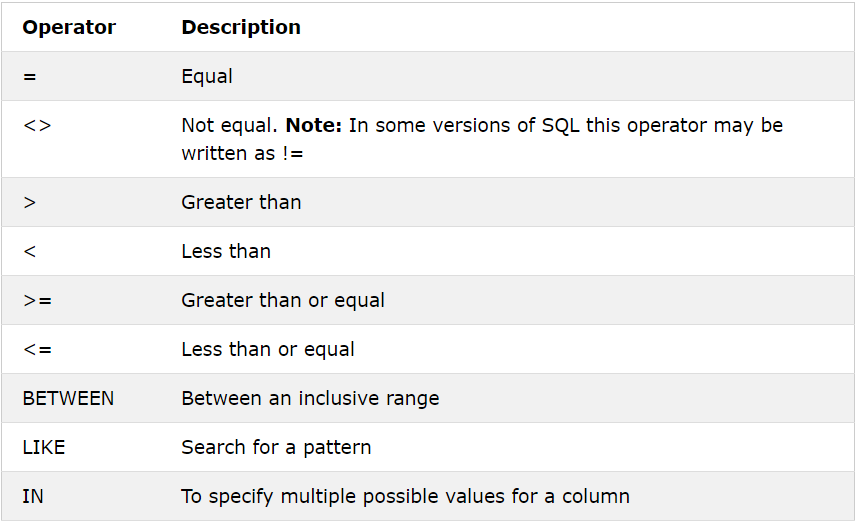 Operator Description
= Equal
<> Not equal. Note: In some versions of SQL this operator may be
written as !=
> Greater than
< Less than
>= Greater than or equal
<= Less than or equal
BETWEEN Between an inclusive range
LIKE Search for a pattern
IN To specify multiple possible values for a column